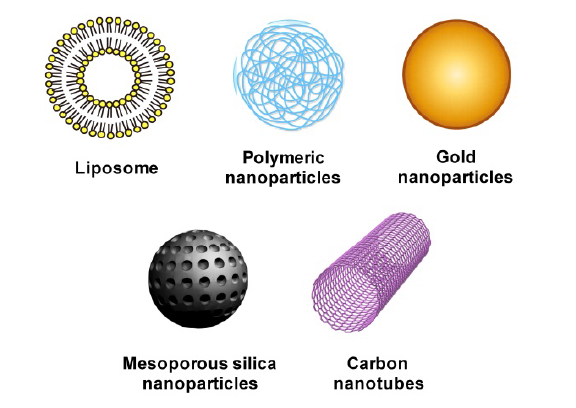 Liposome
Polymeric
nanoparticles
Gold
nanoparticles
Mesoporous silica
nanoparticles
Carbon
nanotubes